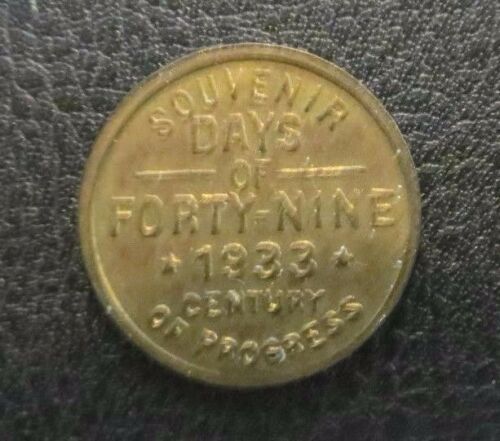 SOUVENIR
DAYS
OF
FORTY-NINE
★ 1933 ★
CENTURY
OF PROGRESS